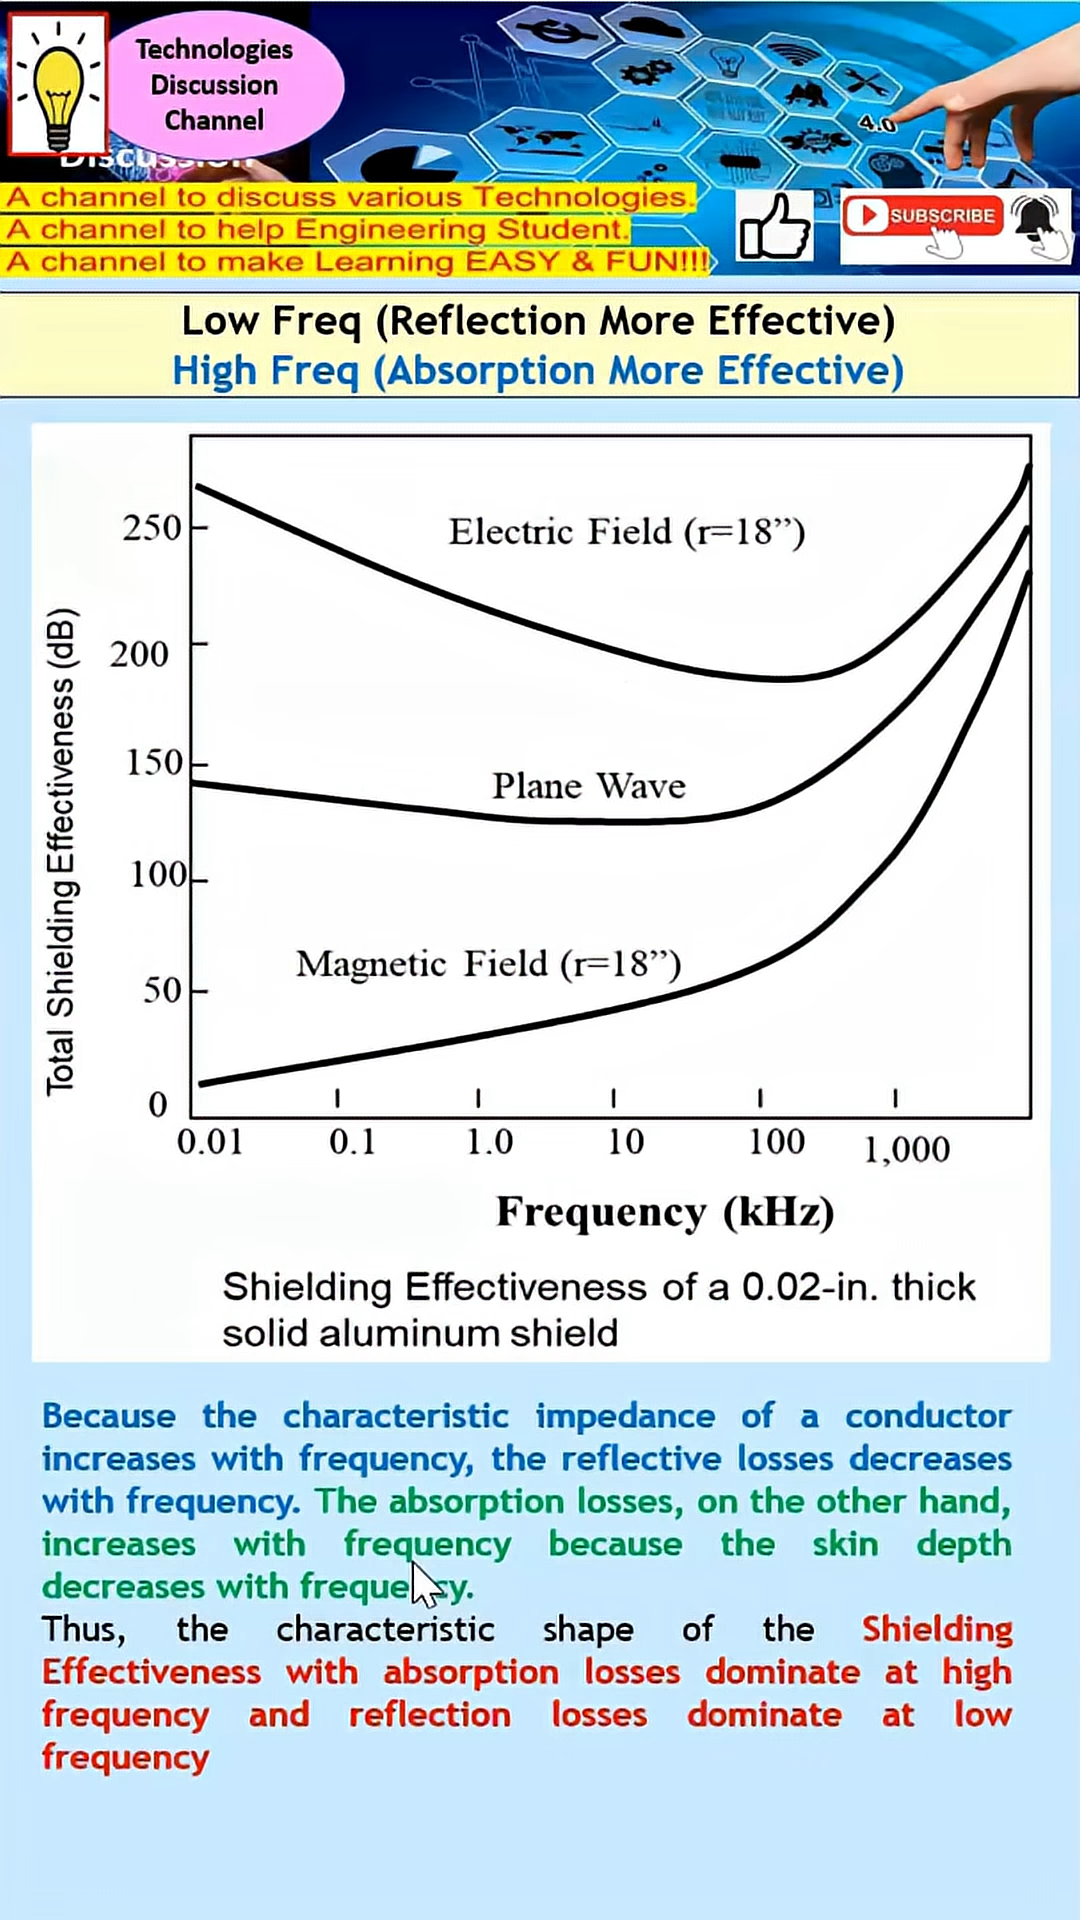 Technologies
Discussion
Channel
Discussion
4.0
A channel to discuss various Technologies.
A channel to help Engineering Student.
A channel to make Learning EASY & FUN!!!
SUBSCRIBE
Low Freq (Reflection More Effective)
High Freq (Absorption More Effective)
Total Shielding Effectiveness (dB)
250
200
150
100
50
0
Electric Field (r=18”)
Plane Wave
Magnetic Field (r=18”)
0.01 0.1 1.0 10 100 1,000
Frequency (kHz)
Shielding Effectiveness of a 0.02-in. thick
solid aluminum shield
Because the characteristic impedance of a conductor
increases with frequency, the reflective losses decreases
with frequency. The absorption losses, on the other hand,
increases with frequency because the skin depth
decreases with frequency.
Thus, the characteristic shape of the Shielding
Effectiveness with absorption losses dominate at high
frequency and reflection losses dominate at low
frequency